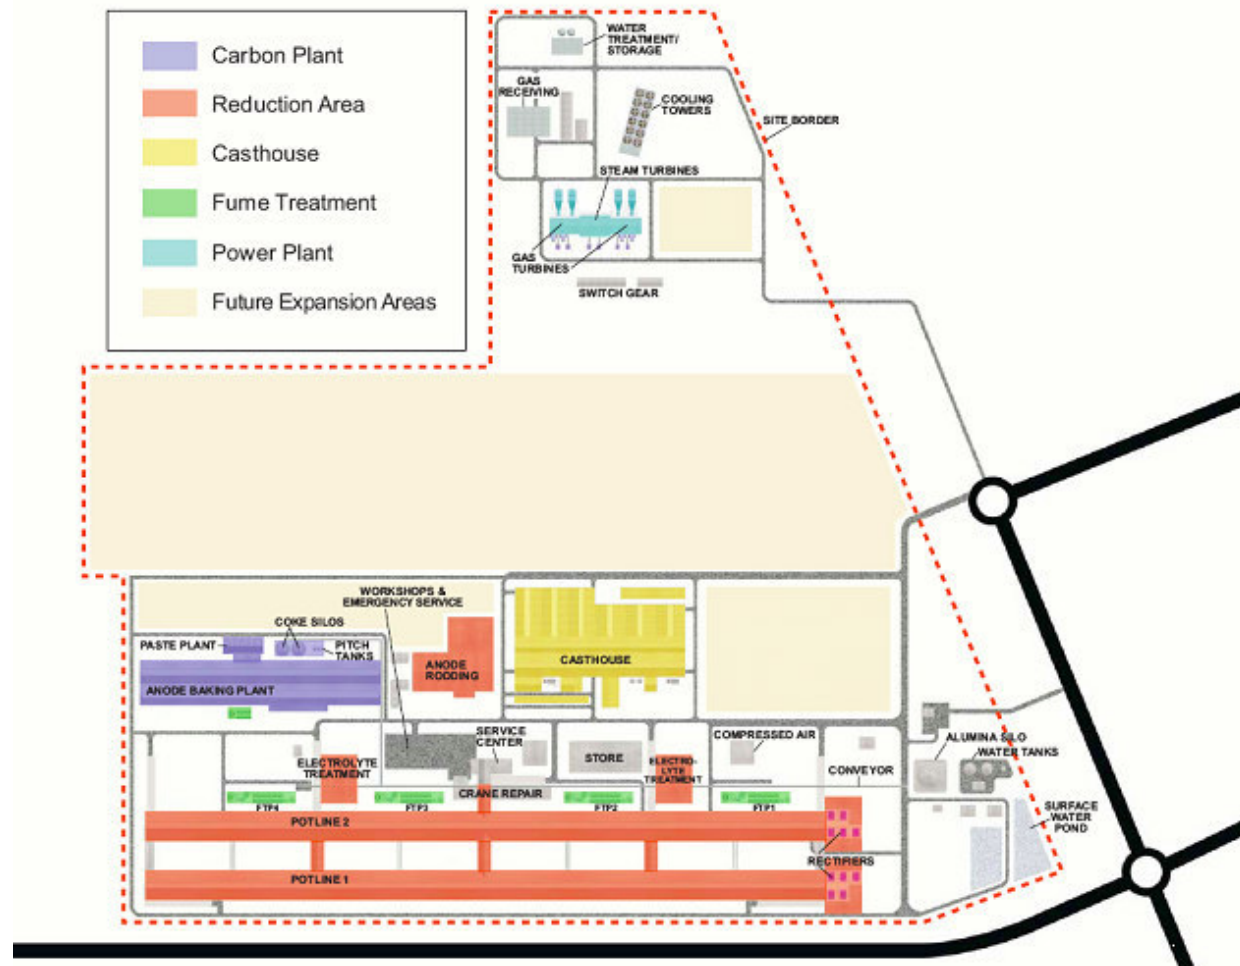 Carbon Plant
Reduction Area
Casthouse
Fume Treatment
Power Plant
Future Expansion Areas
WATER
TREATMENT/
STORAGE
GAS
RECEIVING
COOLING
TOWERS
SITE BORDER
STEAM TURBINES
GAS
TURBINES
SWITCH GEAR
WORKSHOPS &
EMERGENCY SERVICE
COKE SILOS
PASTE PLANT
PITCH
TANKS
ANODE
RODDING
CASTHOUSE
ANODE BAKING PLANT
SERVICE
CENTER
COMPRESSED AIR
ALUMINA SILO
WATER TANKS
ELECTROLYTE
TREATMENT
STORE
ELECTRO-
LYTE
TREATMENT
CONVEYOR
CRANE REPAIR
FTP4
FTP3
FTP2
FTP1
SURFACE
WATER
POND
POTLINE 2
RECTIFIERS
POTLINE 1